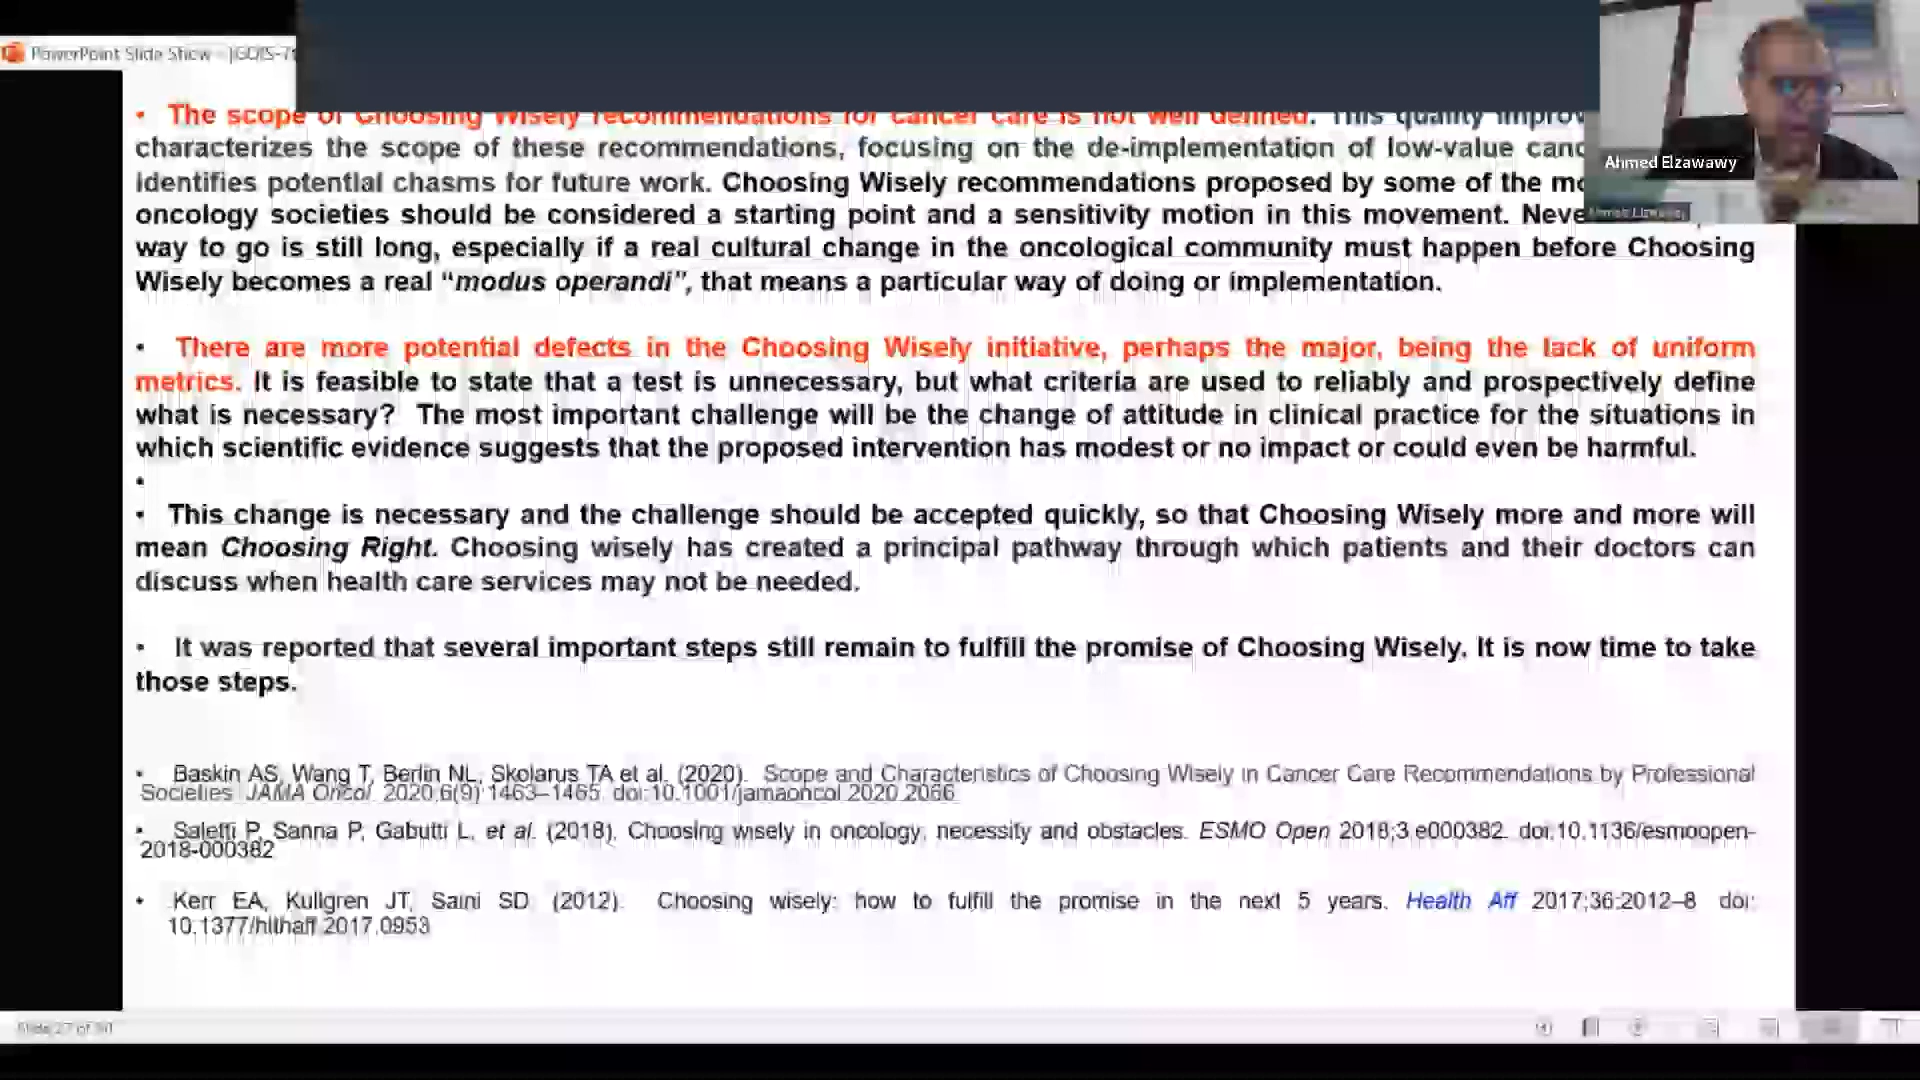 PowerPoint Slide Show -
• The scope of Choosing Wisely recommendations for cancer care is not well defined. This quality improv
characterizes the scope of these recommendations, focusing on the de-implementation of low-value canc
identifies potential chasms for future work. Choosing Wisely recommendations proposed by some of the mo
oncology societies should be considered a starting point and a sensitivity motion in this movement. Neve
way to go is still long, especially if a real cultural change in the oncological community must happen before Choosing
Wisely becomes a real “modus operandi”, that means a particular way of doing or implementation.
• There are more potential defects in the Choosing Wisely initiative, perhaps the major, being the lack of uniform
metrics. It is feasible to state that a test is unnecessary, but what criteria are used to reliably and prospectively define
what is necessary? The most important challenge will be the change of attitude in clinical practice for the situations in
which scientific evidence suggests that the proposed intervention has modest or no impact or could even be harmful.
•
• This change is necessary and the challenge should be accepted quickly, so that Choosing Wisely more and more will
mean Choosing Right. Choosing wisely has created a principal pathway through which patients and their doctors can
discuss when health care services may not be needed.
• It was reported that several important steps still remain to fulfill the promise of Choosing Wisely. It is now time to take
those steps.
• Baskin AS, Wang T, Berlin NL, Skolarus TA et al. (2020). Scope and Characteristics of Choosing Wisely in Cancer Care Recommendations by Professional
Societies JAMA Oncol. 2020;6(9) 1463–1465. doi:10.1001/jamaoncol.2020.2066
• Saletti P, Sanna P, Gabutti L, et al. (2018). Choosing wisely in oncology: necessity and obstacles. ESMO Open 2018;3:e000382. doi:10.1136/esmoopen-
2018-000382
• Kerr EA, Kullgren JT, Saini SD. (2012). Choosing wisely: how to fulfill the promise in the next 5 years. Health Aff 2017;36:2012–8 doi:
10.1377/hlthaff.2017.0953
Slide 27 of
Ahmed Elzawawy